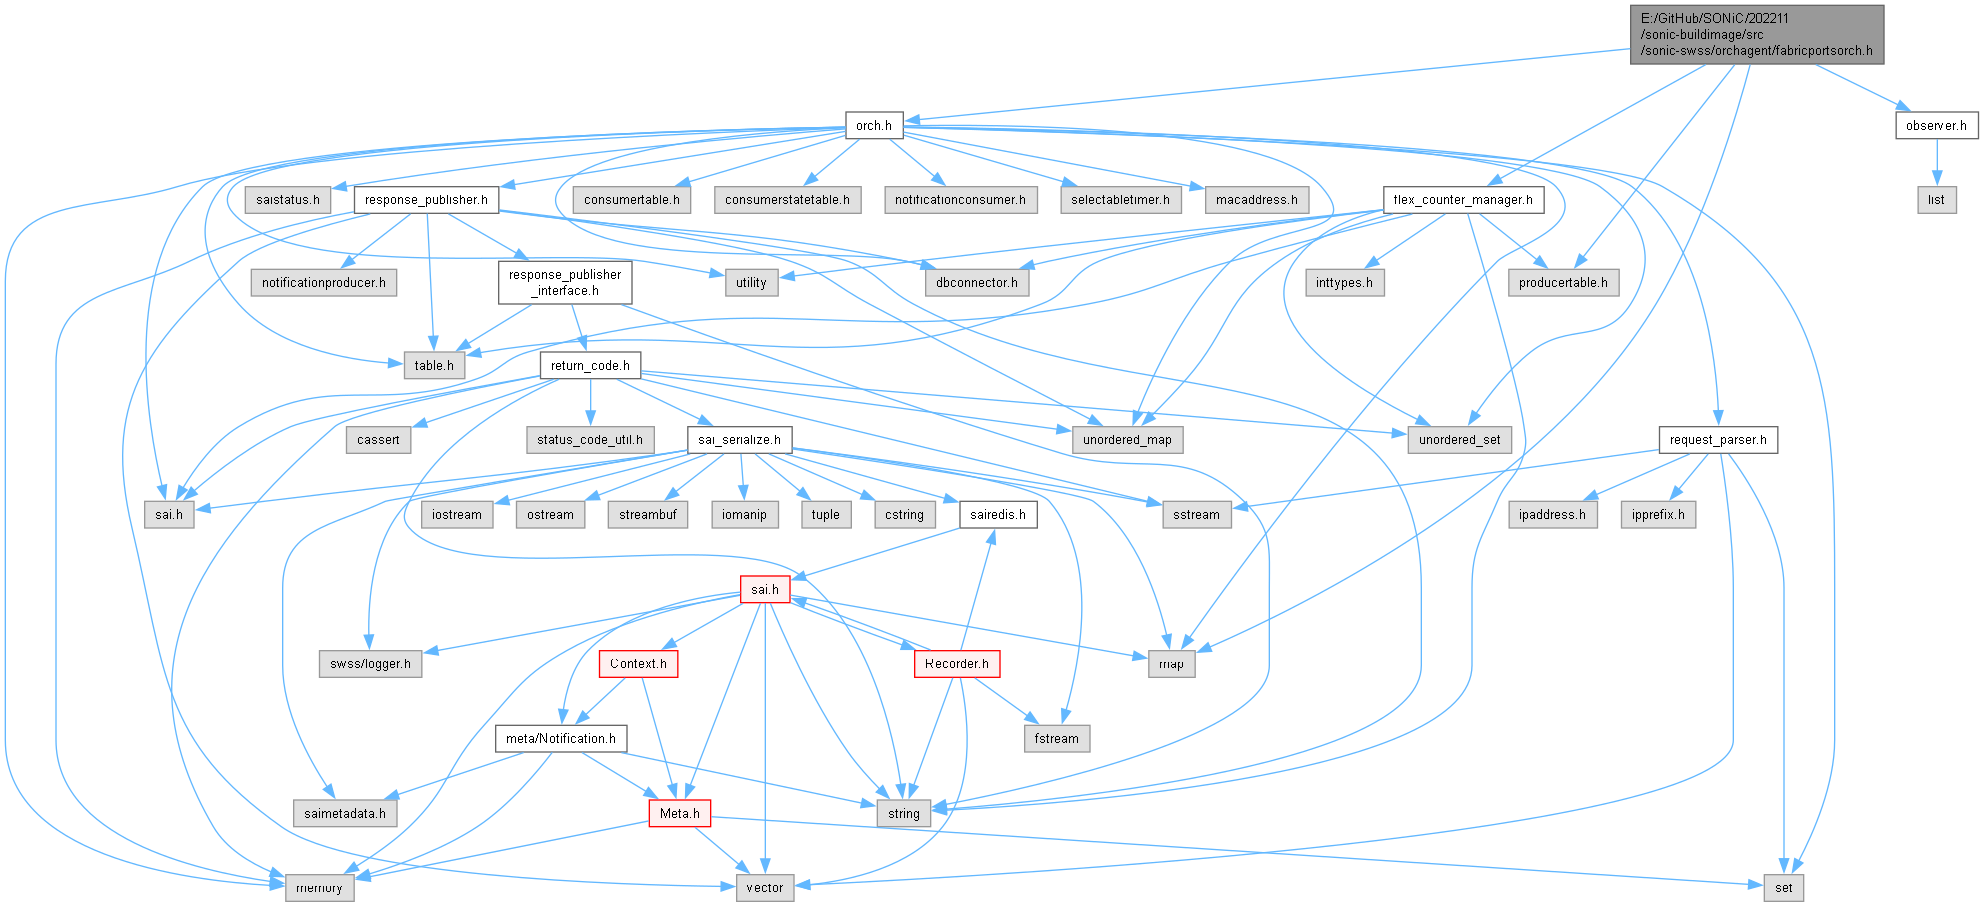 E:/GitHub/SONiC/202211
/sonic-buildimage/src
/sonic-swss/orchagent/fabricportsorch.h
orch.h
observer.h
saistatus.h
response_publisher.h
consumertable.h
consumerstatetable.h
notificationconsumer.h
selectabletimer.h
macaddress.h
flex_counter_manager.h
list
notificationproducer.h
response_publisher
_interface.h
utility
dbconnector.h
inttypes.h
producertable.h
table.h
return_code.h
cassert
status_code_util.h
sai_serialize.h
unordered_map
unordered_set
request_parser.h
sai.h
iostream
ostream
streambuf
iomanip
tuple
cstring
sairedis.h
sstream
ipaddress.h
ipprefix.h
sai.h
swss/logger.h
Context.h
Recorder.h
map
meta/Notification.h
fstream
saimetadata.h
Meta.h
string
memory
vector
set